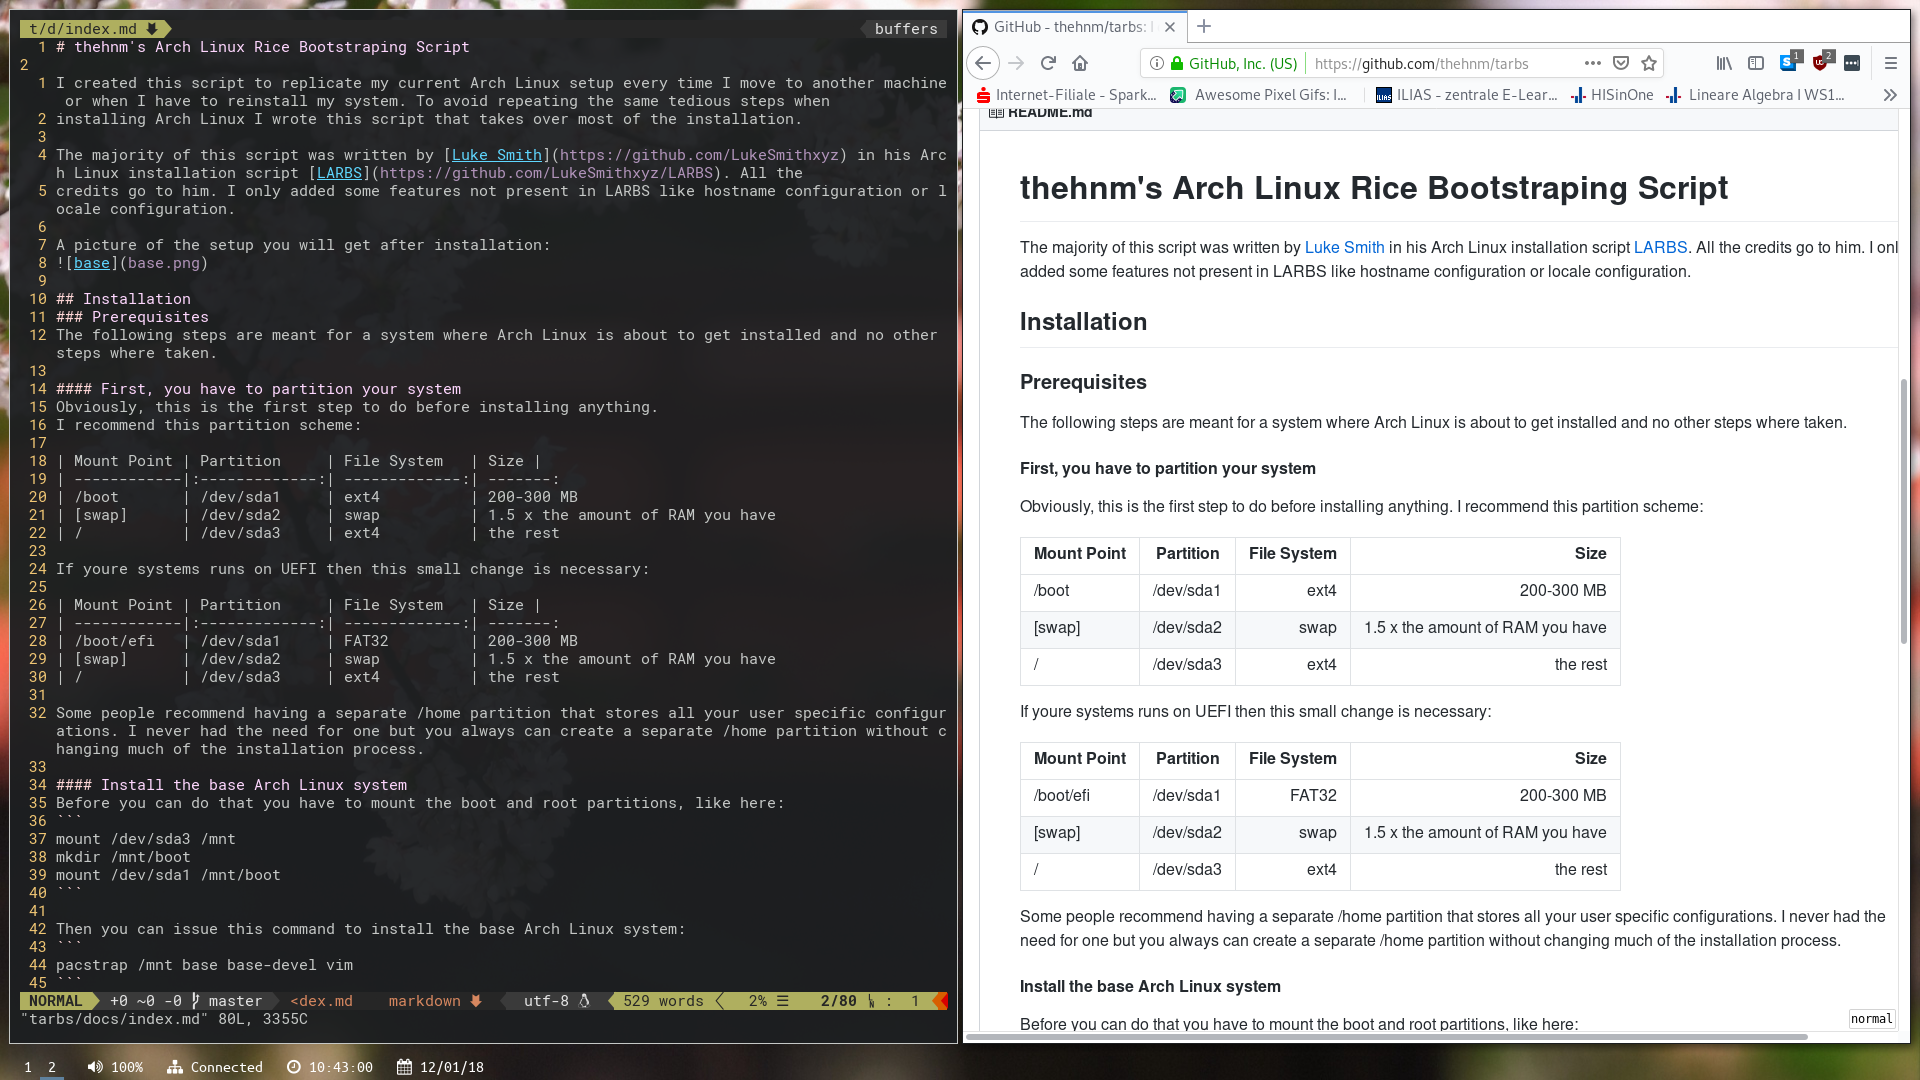 t/d/index.md
buffers
1 # thehnm's Arch Linux Rice Bootstraping Script
2
1 I created this script to replicate my current Arch Linux setup every time I move to another machine
or when I have to reinstall my system. To avoid repeating the same tedious steps when
2 installing Arch Linux I wrote this script that takes over most of the installation.
3
4 The majority of this script was written by [Luke Smith](https://github.com/LukeSmithxyz) in his Arc
h Linux installation script [LARBS](https://github.com/LukeSmithxyz/LARBS). All the
5 credits go to him. I only added some features not present in LARBS like hostname configuration or l
ocale configuration.
6
7 A picture of the setup you will get after installation:
8 ![base](base.png)
9
10 ## Installation
11 ### Prerequisites
12 The following steps are meant for a system where Arch Linux is about to get installed and no other
steps where taken.
13
14 #### First, you have to partition your system
15 Obviously, this is the first step to do before installing anything.
16 I recommend this partition scheme:
17
18 | Mount Point | Partition     | File System   | Size |
19 | ------------|:-------------:| -------------:| -------:
20 | /boot       | /dev/sda1     | ext4          | 200-300 MB
21 | [swap]      | /dev/sda2     | swap          | 1.5 x the amount of RAM you have
22 | /           | /dev/sda3     | ext4          | the rest
23
24 If youre systems runs on UEFI then this small change is necessary:
25
26 | Mount Point | Partition     | File System   | Size |
27 | ------------|:-------------:| -------------:| -------:
28 | /boot/efi   | /dev/sda1     | FAT32         | 200-300 MB
29 | [swap]      | /dev/sda2     | swap          | 1.5 x the amount of RAM you have
30 | /           | /dev/sda3     | ext4          | the rest
31
32 Some people recommend having a separate /home partition that stores all your user specific configur
ations. I never had the need for one but you always can create a separate /home partition without c
hanging much of the installation process.
33
34 #### Install the base Arch Linux system
35 Before you can do that you have to mount the boot and root partitions, like here:
36 ```
37 mount /dev/sda3 /mnt
38 mkdir /mnt/boot
39 mount /dev/sda1 /mnt/boot
40 ```
41
42 Then you can issue this command to install the base Arch Linux system:
43 ```
44 pacstrap /mnt base base-devel vim
45 ```
NORMAL +0 ~0 -0 master <dex.md markdown utf-8 529 words 2% ☰ 2/80 : 1
"tarbs/docs/index.md" 80L, 3355C
GitHub - thehnm/tarbs:
GitHub, Inc. (US) https://github.com/thehnm/tarbs
1 2
Internet-Filiale - Spark... Awesome Pixel Gifs: I... ILIAS - zentrale E-Lear... HISinOne Lineare Algebra I WS1...
README.md
thehnm's Arch Linux Rice Bootstraping Script
The majority of this script was written by Luke Smith in his Arch Linux installation script LARBS. All the credits go to him. I onl
added some features not present in LARBS like hostname configuration or locale configuration.
Installation
Prerequisites
The following steps are meant for a system where Arch Linux is about to get installed and no other steps where taken.
First, you have to partition your system
Obviously, this is the first step to do before installing anything. I recommend this partition scheme:
Mount Point Partition File System Size
/boot /dev/sda1 ext4 200-300 MB
[swap] /dev/sda2 swap 1.5 x the amount of RAM you have
/ /dev/sda3 ext4 the rest
If youre systems runs on UEFI then this small change is necessary:
Mount Point Partition File System Size
/boot/efi /dev/sda1 FAT32 200-300 MB
[swap] /dev/sda2 swap 1.5 x the amount of RAM you have
/ /dev/sda3 ext4 the rest
Some people recommend having a separate /home partition that stores all your user specific configurations. I never had the
need for one but you always can create a separate /home partition without changing much of the installation process.
Install the base Arch Linux system
Before you can do that you have to mount the boot and root partitions, like here:
normal
1 2 100% Connected 10:43:00 12/01/18